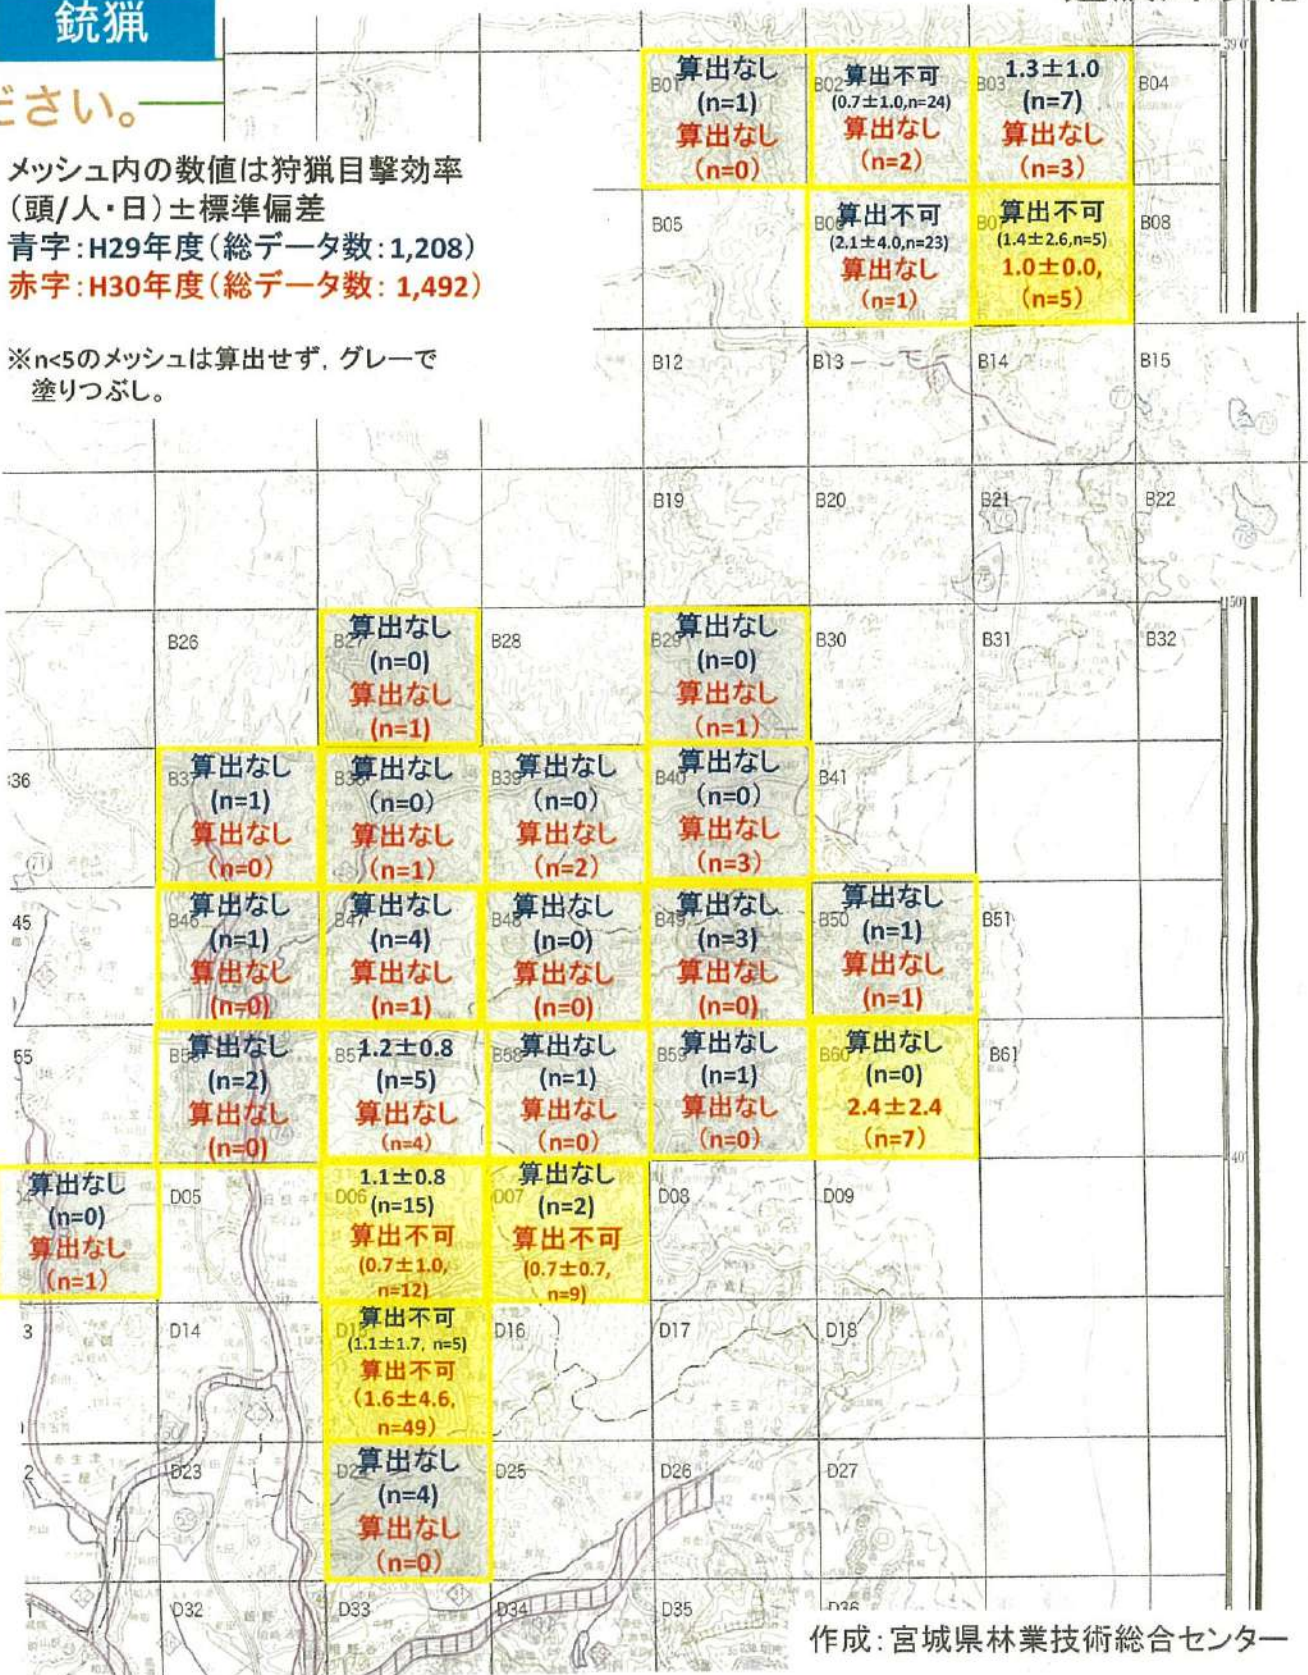 銃猟
ださい。
メッシュ内の数値は狩猟目撃効率
(頭/人・日)±標準偏差
青字:H29年度(総データ数:1,208)
赤字:H30年度(総データ数: 1,492)
※n<5のメッシュは算出せず, グレーで
塗りつぶし。
39°0'
B01
算出なし
(n=1)
算出なし
(n=0)
B02
算出不可
(0.7±1.0,n=24)
算出なし
(n=2)
B03
1.3±1.0
(n=7)
算出なし
(n=3)
B04
B05
B06
算出不可
(2.1±4.0,n=23)
算出なし
(n=1)
B07
算出不可
(1.4±2.6,n=5)
1.0±0.0,
(n=5)
B08
B12
B13
B14
B15
B19
B20
B21
B22
50'
B26
B27
算出なし
(n=0)
算出なし
(n=1)
B28
B29
算出なし
(n=0)
算出なし
(n=1)
B30
B31
B32
36
B37
算出なし
(n=1)
算出なし
(n=0)
B38
算出なし
(n=0)
算出なし
(n=1)
B39
算出なし
(n=0)
算出なし
(n=2)
B40
算出なし
(n=0)
算出なし
(n=3)
B41
71
45
B46
算出なし
(n=1)
算出なし
(n=0)
B47
算出なし
(n=4)
算出なし
(n=1)
B48
算出なし
(n=0)
算出なし
(n=0)
B49
算出なし
(n=3)
算出なし
(n=0)
B50
算出なし
(n=1)
算出なし
(n=1)
B51
55
B56
算出なし
(n=2)
算出なし
(n=0)
B57
1.2±0.8
(n=5)
算出なし
(n=4)
B58
算出なし
(n=1)
算出なし
(n=0)
B59
算出なし
(n=1)
算出なし
(n=0)
B60
算出なし
(n=0)
2.4±2.4
(n=7)
B61
40'
算出なし
(n=0)
算出なし
(n=1)
D05
D06
1.1±0.8
(n=15)
算出不可
(0.7±1.0,
n=12)
D07
算出なし
(n=2)
算出不可
(0.7±0.7,
n=9)
D08
D09
3
D14
D15
算出不可
(1.1±1.7, n=5)
算出不可
(1.6±4.6,
n=49)
D16
D17
D18
2
D23
D24
算出なし
(n=4)
算出なし
(n=0)
D25
D26
D27
1
D32
D33
D34
D35
D36
作成:宮城県林業技術総合センター